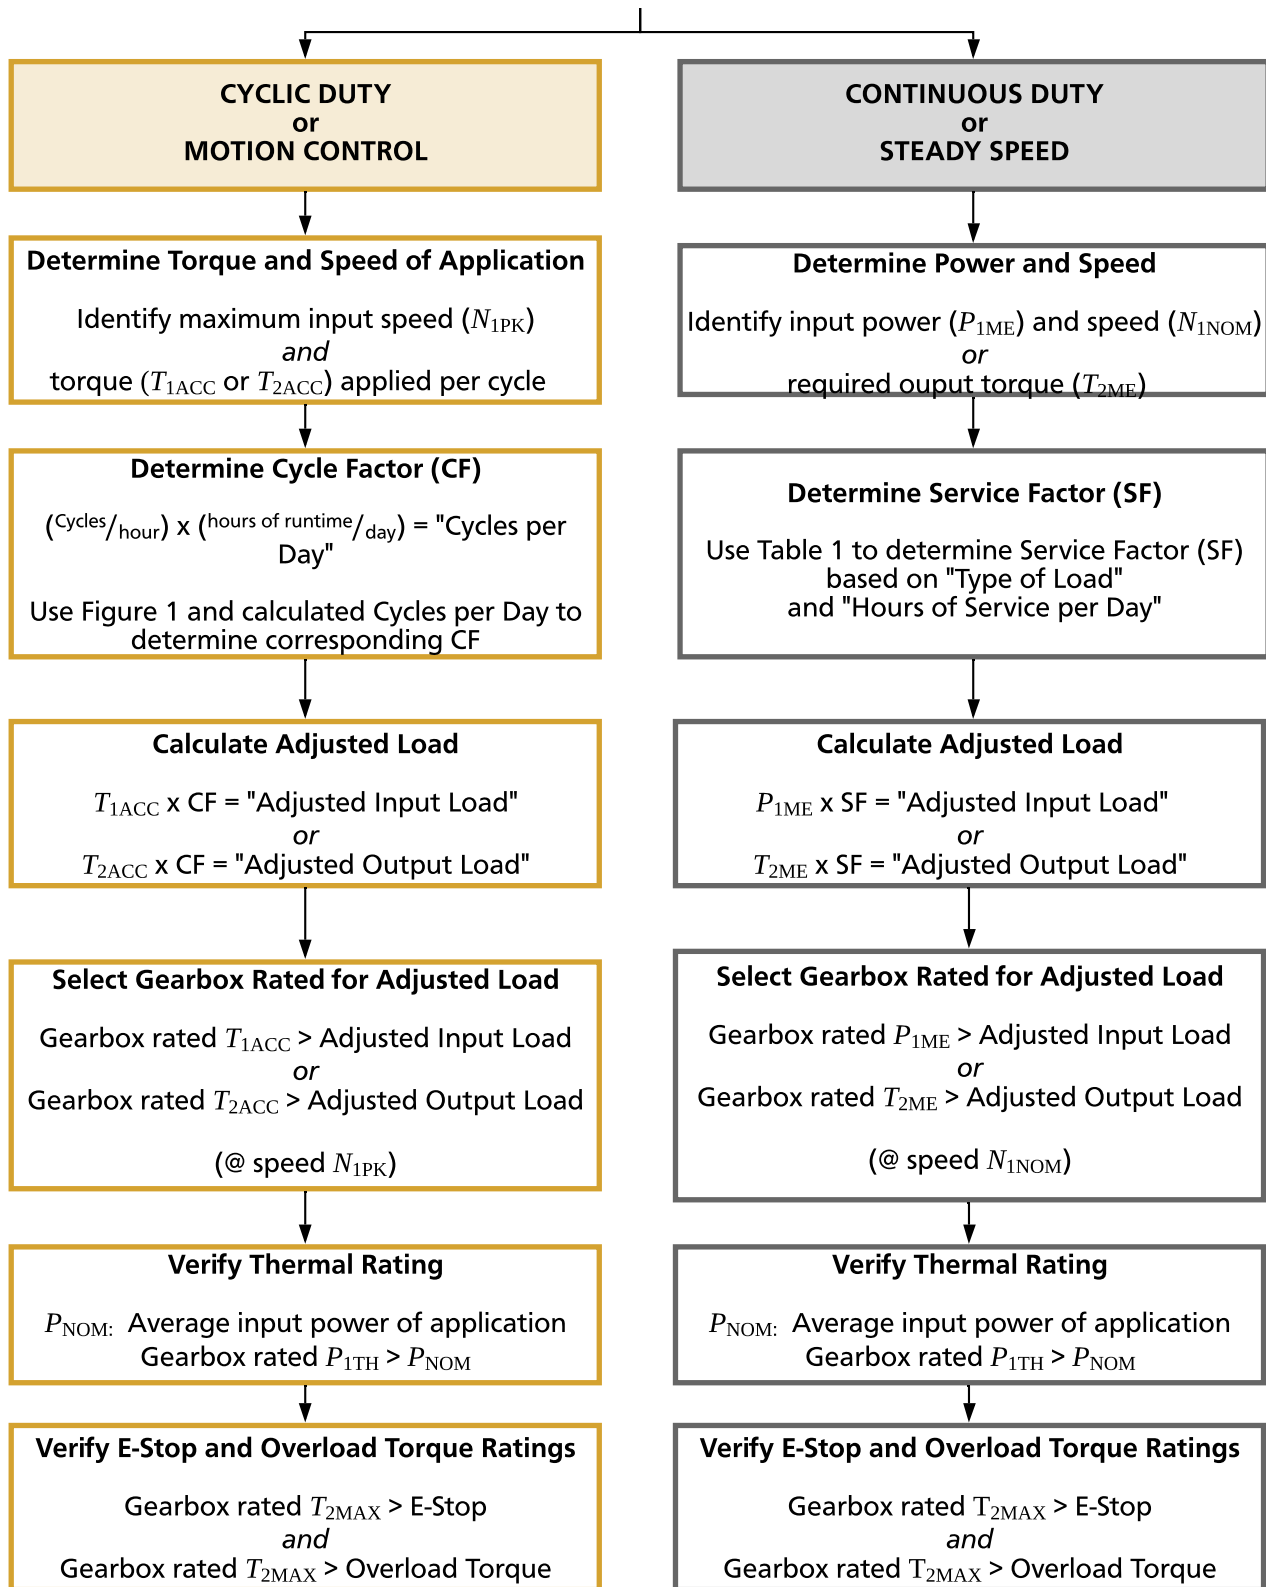 CYCLIC DUTY
or
MOTION CONTROL
Determine Torque and Speed of Application
Identify maximum input speed (N1PK)
and
torque (T1ACC or T2ACC) applied per cycle
Determine Cycle Factor (CF)
(Cycles/hour) x (hours of runtime/day) = "Cycles per
Day"
Use Figure 1 and calculated Cycles per Day to
determine corresponding CF
Calculate Adjusted Load
T1ACC x CF = "Adjusted Input Load"
or
T2ACC x CF = "Adjusted Output Load"
Select Gearbox Rated for Adjusted Load
Gearbox rated T1ACC > Adjusted Input Load
or
Gearbox rated T2ACC > Adjusted Output Load
(@ speed N1PK)
Verify Thermal Rating
PNOM: Average input power of application
Gearbox rated P1TH > PNOM
Verify E-Stop and Overload Torque Ratings
Gearbox rated T2MAX > E-Stop
and
Gearbox rated T2MAX > Overload Torque
CONTINUOUS DUTY
or
STEADY SPEED
Determine Power and Speed
Identify input power (P1ME) and speed (N1NOM)
or
required ouput torque (T2ME)
Determine Service Factor (SF)
Use Table 1 to determine Service Factor (SF)
based on "Type of Load"
and "Hours of Service per Day"
Calculate Adjusted Load
P1ME x SF = "Adjusted Input Load"
or
T2ME x SF = "Adjusted Output Load"
Select Gearbox Rated for Adjusted Load
Gearbox rated P1ME > Adjusted Input Load
or
Gearbox rated T2ME > Adjusted Output Load
(@ speed N1NOM)
Verify Thermal Rating
PNOM: Average input power of application
Gearbox rated P1TH > PNOM
Verify E-Stop and Overload Torque Ratings
Gearbox rated T2MAX > E-Stop
and
Gearbox rated T2MAX > Overload Torque